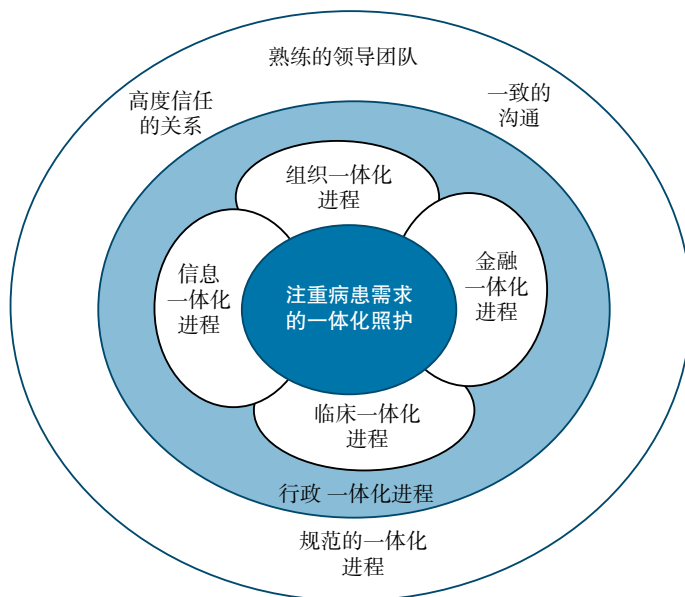 熟练的领导团队
高度信任
的关系
一致的
沟通
组织一体化
进程
信息
一体化
进程
金融
一体化
进程
注重病患需求
的一体化照护
临床一体化
进程
行政 一体化进程
规范的一体化
进程